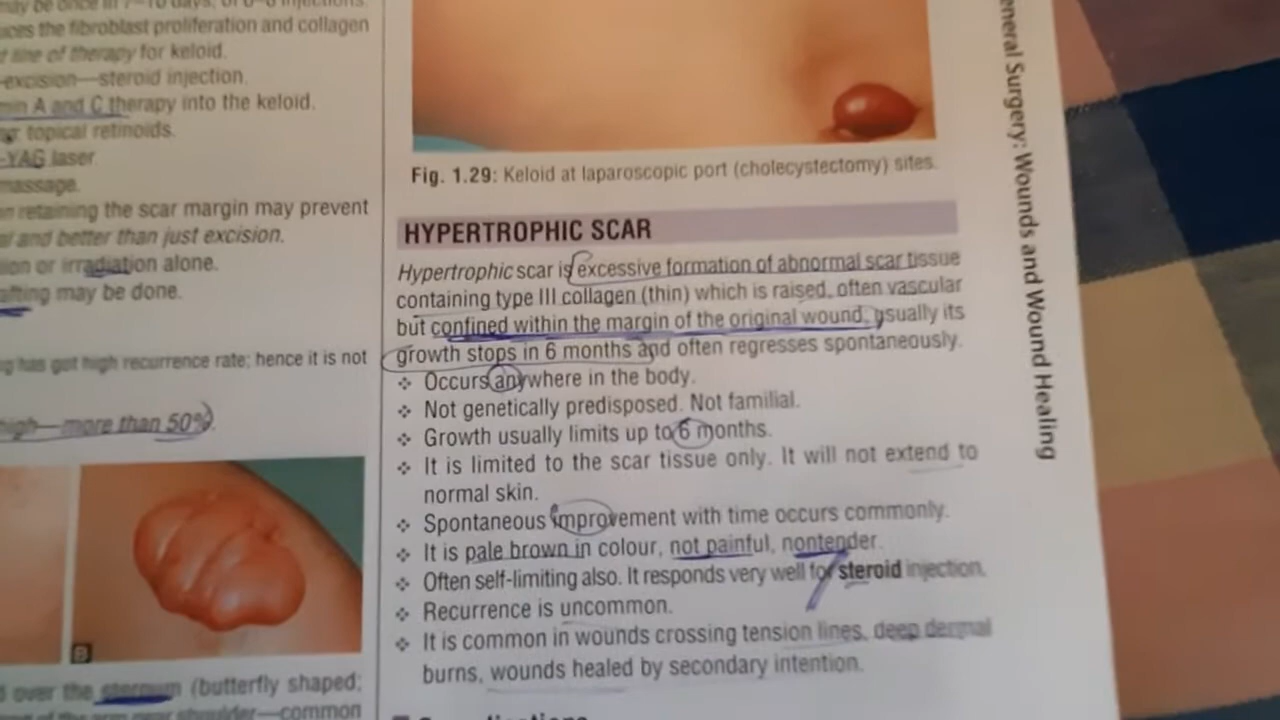 may be once in 7–10 days, or 6–8 injections.
the fibroblast proliferation and collagen
line of therapy for keloid.
excision—steroid injection.
A and C therapy into the keloid.
topical retinoids.
-YAG laser
massage.
retaining the scar margin may prevent
and better than just excision.
or irradiation alone.
may be done.
has got high recurrence rate; hence it is not
high—more than 50%.
B
over the sternum (butterfly shaped;
shoulder—common
Fig. 1.29: Keloid at laparoscopic port (cholecystectomy) sites.
HYPERTROPHIC SCAR
Hypertrophic scar is excessive formation of abnormal scar tissue
containing type III collagen (thin) which is raised, often vascular
but confined within the margin of the original wound, usually its
growth stops in 6 months and often regresses spontaneously.
❖ Occurs anywhere in the body.
❖ Not genetically predisposed. Not familial.
❖ Growth usually limits up to 6 months.
❖ It is limited to the scar tissue only. It will not extend to
normal skin.
❖ Spontaneous improvement with time occurs commonly.
❖ It is pale brown in colour, not painful, nontender.
❖ Often self-limiting also. It responds very well for steroid injection.
❖ Recurrence is uncommon.
❖ It is common in wounds crossing tension lines, deep dermal
burns, wounds healed by secondary intention.
General Surgery: Wounds and Wound Healing